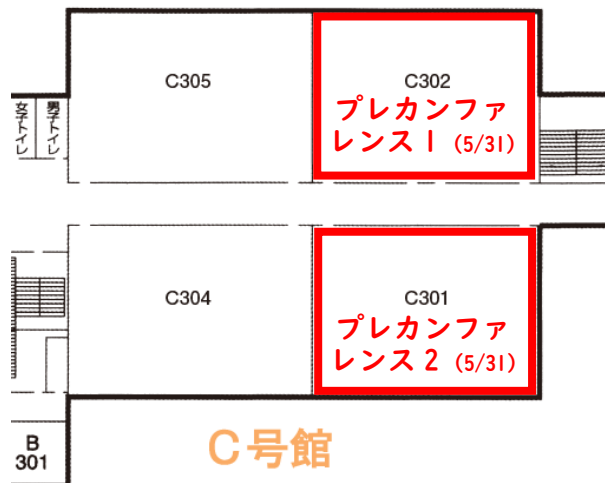 C305
C302
プレカンファ
レンス1 (5/31)
女子トイレ
男子トイレ
C304
C301
プレカンファ
レンス2 (5/31)
B
301
C号館